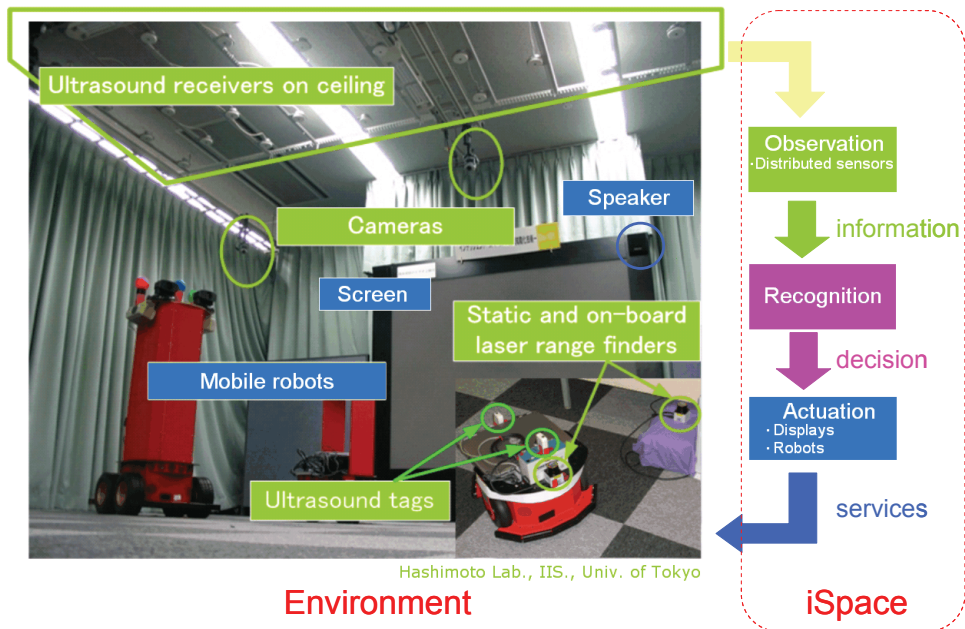 Ultrasound receivers on ceiling
Cameras
Speaker
Screen
Static and on-board
laser range finders
Mobile robots
Ultrasound tags
Hashimoto Lab., IIS., Univ. of Tokyo
Environment
Observation
・Distributed sensors
information
Recognition
decision
Actuation
・Displays
・Robots
services
iSpace